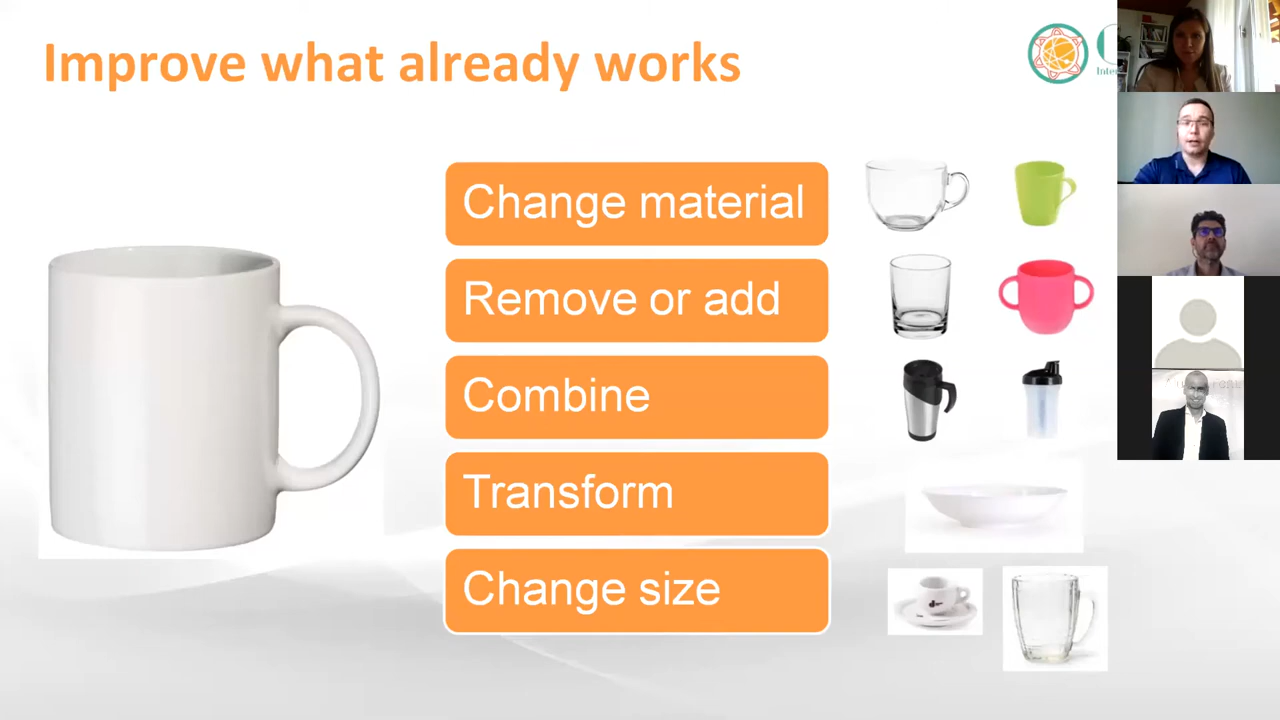 Improve what already works
Change material
Remove or add
Combine
Transform
Change size